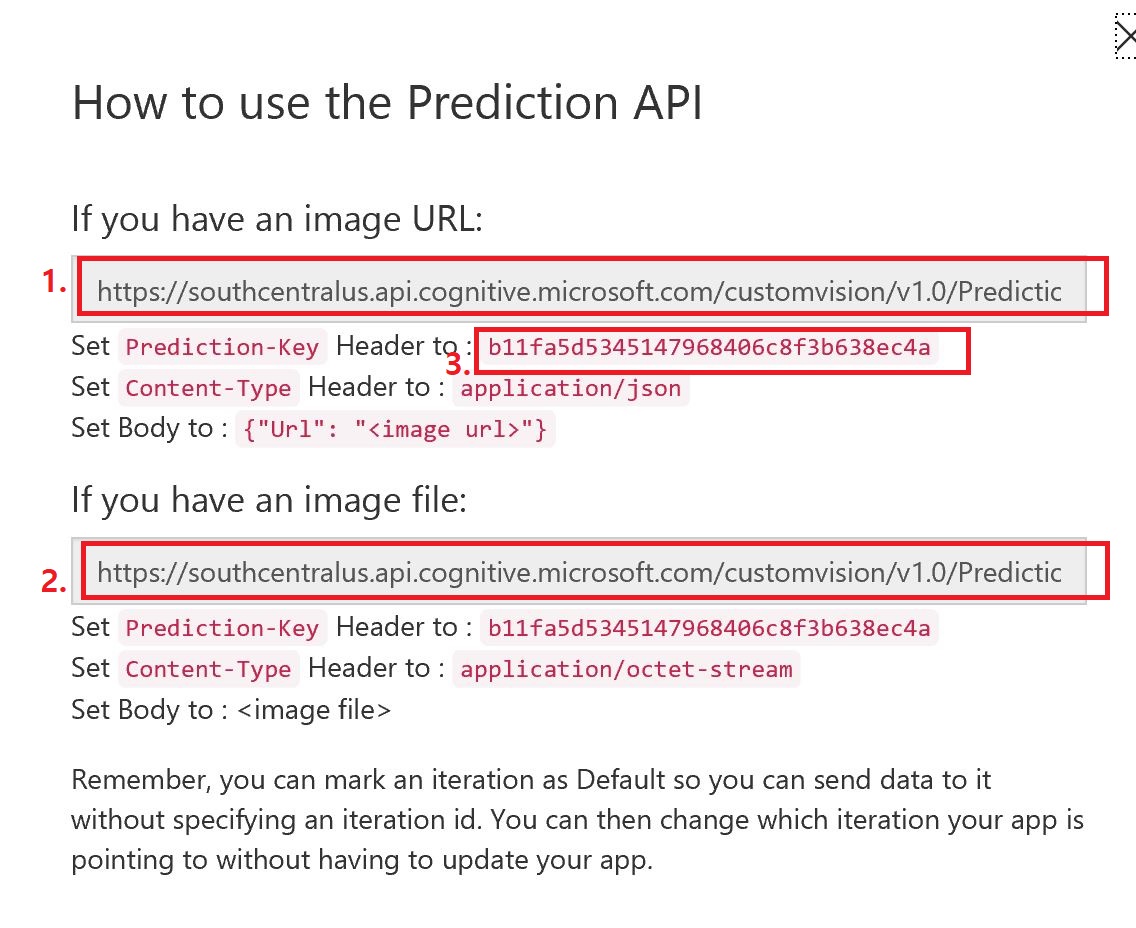 How to use the Prediction API
If you have an image URL:
1. https://southcentralus.api.cognitive.microsoft.com/customvision/v1.0/Predictic
Set Prediction-Key Header to : b11fa5d5345147968406c8f3b638ec4a
3.
Set Content-Type Header to : application/json
Set Body to : {"Url": "<image url>"}
If you have an image file:
2. https://southcentralus.api.cognitive.microsoft.com/customvision/v1.0/Predictic
Set Prediction-Key Header to : b11fa5d5345147968406c8f3b638ec4a
Set Content-Type Header to : application/octet-stream
Set Body to : <image file>
Remember, you can mark an iteration as Default so you can send data to it
without specifying an iteration id. You can then change which iteration your app is
pointing to without having to update your app.